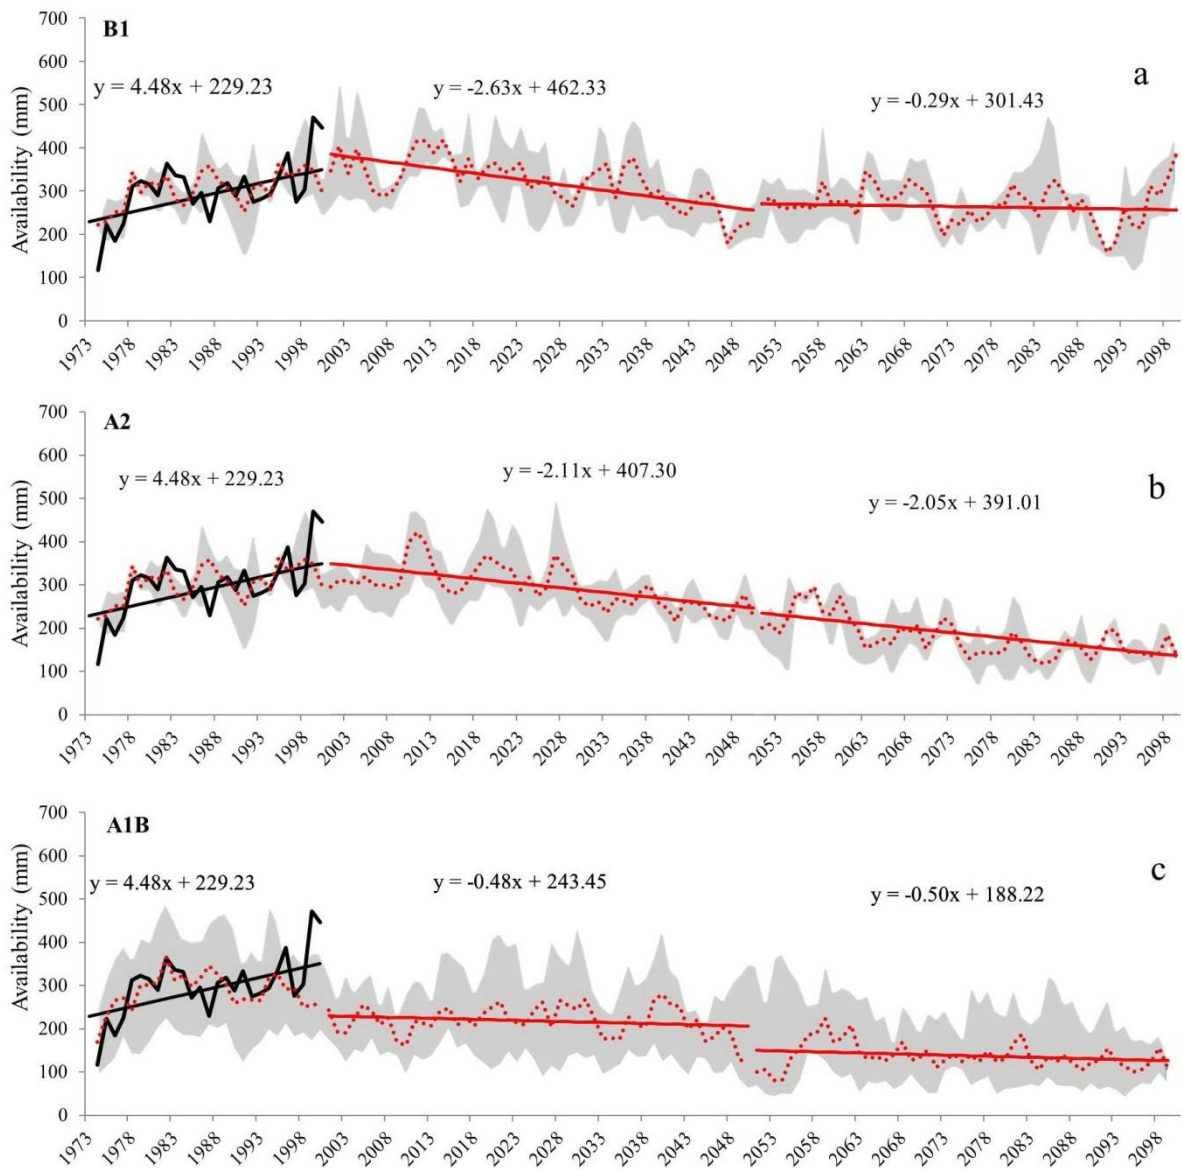 B1
a
y = 4.48x + 229.23
y = -2.63x + 462.33
y = -0.29x + 301.43
Availability (mm)
700
600
500
400
300
200
100
0
1973 1978 1983 1988 1993 1998 2003 2008 2013 2018 2023 2028 2033 2038 2043 2048 2053 2058 2063 2068 2073 2078 2083 2088 2093 2098
A2
b
y = 4.48x + 229.23
y = -2.11x + 407.30
y = -2.05x + 391.01
Availability (mm)
700
600
500
400
300
200
100
0
1973 1978 1983 1988 1993 1998 2003 2008 2013 2018 2023 2028 2033 2038 2043 2048 2053 2058 2063 2068 2073 2078 2083 2088 2093 2098
A1B
c
y = 4.48x + 229.23
y = -0.48x + 243.45
y = -0.50x + 188.22
Availability (mm)
700
600
500
400
300
200
100
0
1973 1978 1983 1988 1993 1998 2003 2008 2013 2018 2023 2028 2033 2038 2043 2048 2053 2058 2063 2068 2073 2078 2083 2088 2093 2098